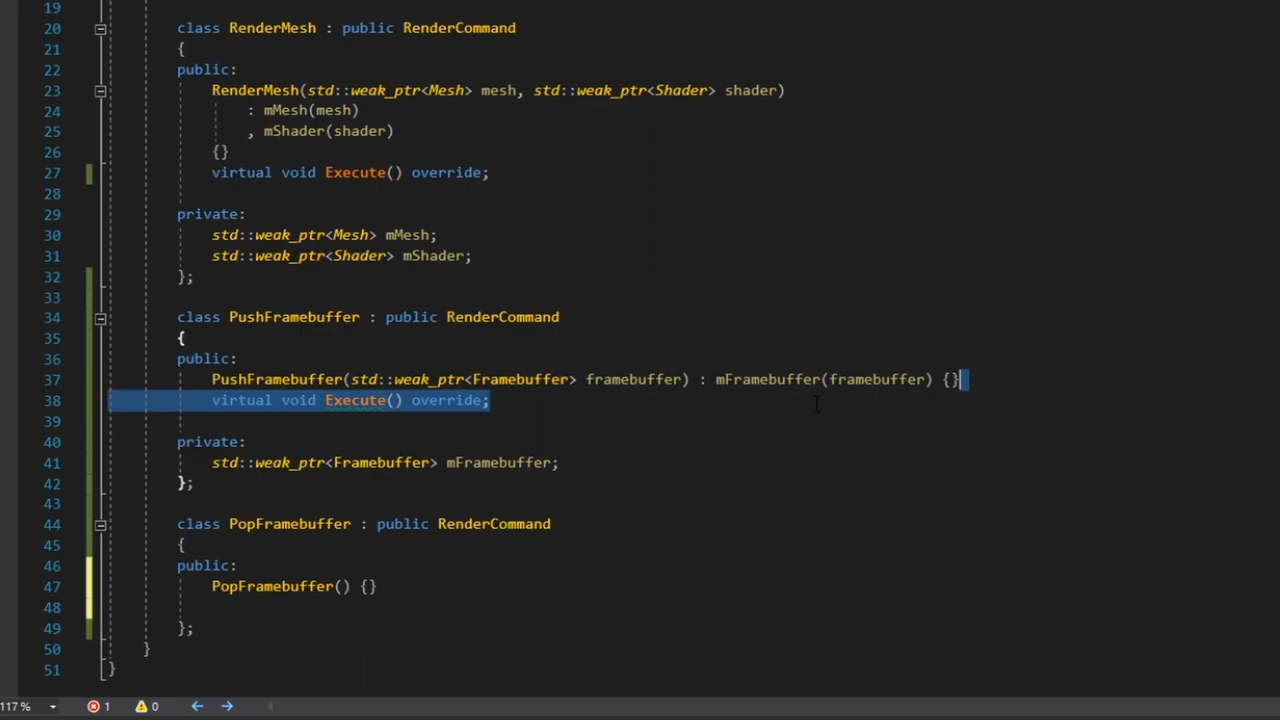 19
20 class RenderMesh : public RenderCommand
21 {
22 public:
23 RenderMesh(std::weak_ptr<Mesh> mesh, std::weak_ptr<Shader> shader)
24 : mMesh(mesh)
25 , mShader(shader)
26 {}
27 virtual void Execute() override;
28
29 private:
30 std::weak_ptr<Mesh> mMesh;
31 std::weak_ptr<Shader> mShader;
32 };
33
34 class PushFramebuffer : public RenderCommand
35 {
36 public:
37 PushFramebuffer(std::weak_ptr<Framebuffer> framebuffer) : mFramebuffer(framebuffer) {}
38 virtual void Execute() override;
39
40 private:
41 std::weak_ptr<Framebuffer> mFramebuffer;
42 };
43
44 class PopFramebuffer : public RenderCommand
45 {
46 public:
47 PopFramebuffer() {}
48
49 };
50 }
51 }
117 % 1 0